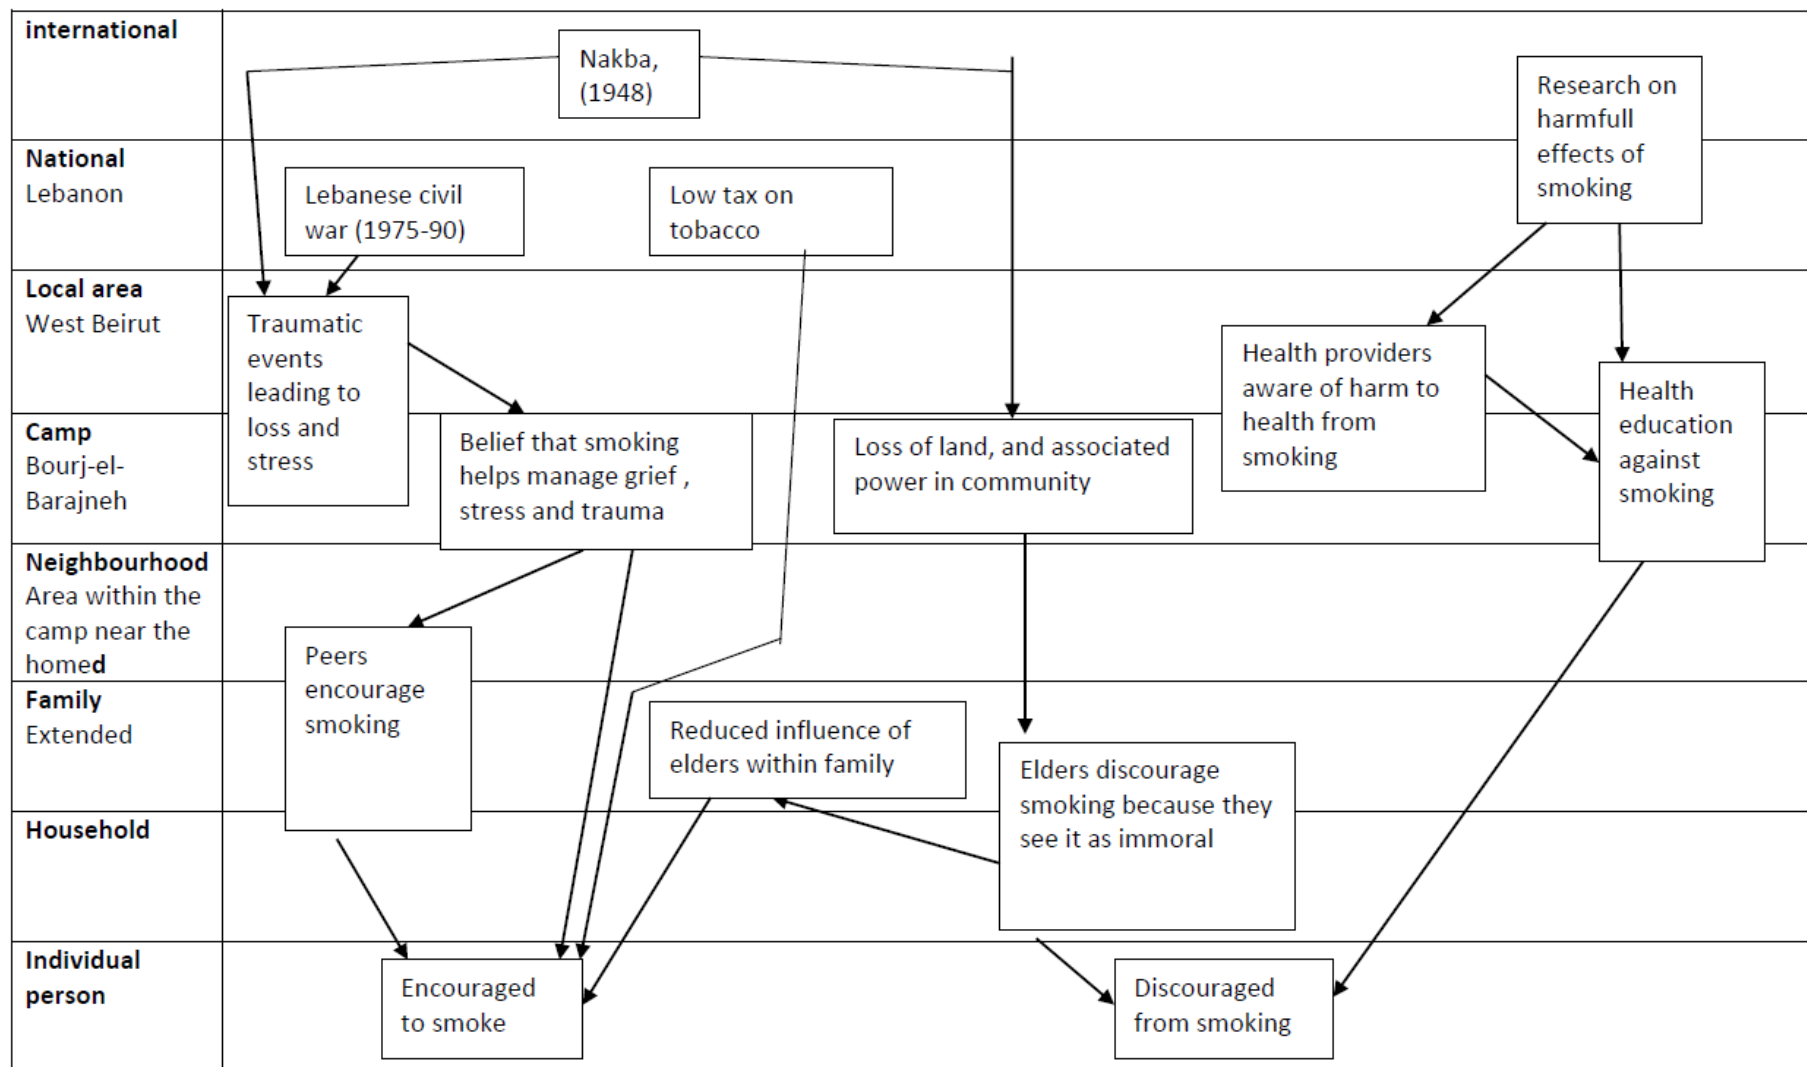 international
Nakba,
(1948)
Research on
harmfull
effects of
smoking
National
Lebanon
Lebanese civil
war (1975-90)
Low tax on
tobacco
Local area
West Beirut
Traumatic
events
leading to
loss and
stress
Health providers
aware of harm to
health from
smoking
Health
education
against
smoking
Camp
Bourj-el-
Barajneh
Belief that smoking
helps manage grief ,
stress and trauma
Loss of land, and associated
power in community
Neighbourhood
Area within the
camp near the
homed
Peers
encourage
smoking
Family
Extended
Reduced influence of
elders within family
Elders discourage
smoking because they
see it as immoral
Household
Individual
person
Encouraged
to smoke
Discouraged
from smoking